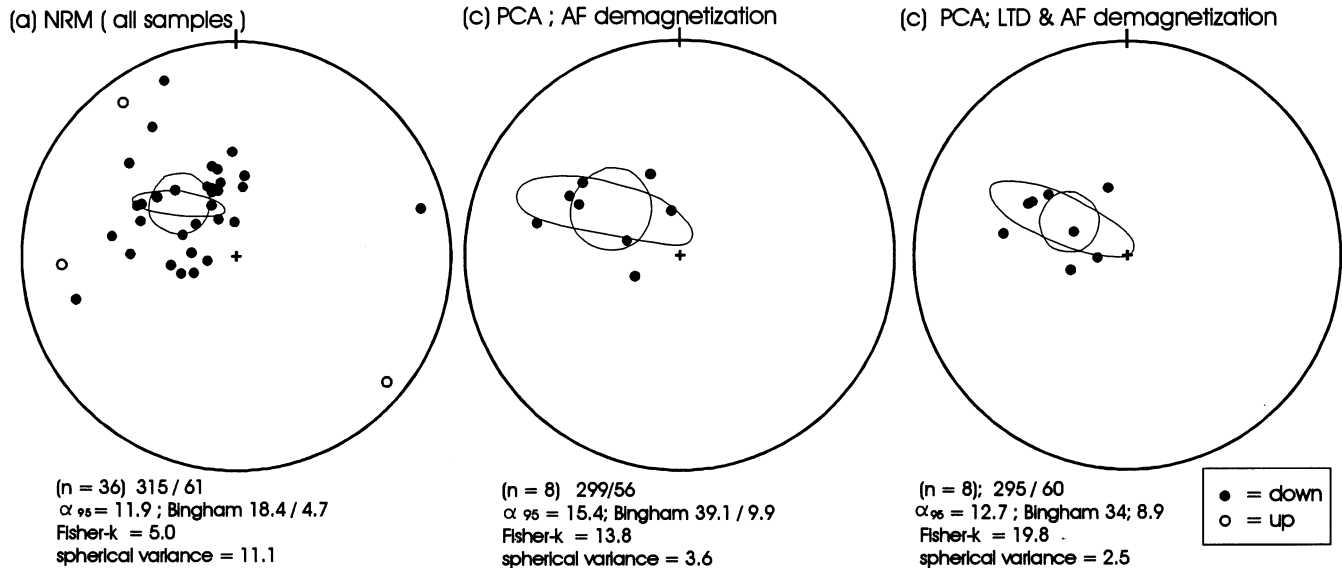 (a) NRM ( all samples )
(c) PCA ; AF demagnetization
(c) PCA; LTD & AF demagnetization
(n = 36) 315 / 61
α 95 = 11.9 ; Bingham 18.4 / 4.7
Fisher-k = 5.0
spherical variance = 11.1
(n = 8) 299/56
α 95 = 15.4; Bingham 39.1 / 9.9
Fisher-k = 13.8
spherical variance = 3.6
(n = 8); 295/60
α 95 = 12.7 ; Bingham 34; 8.9
Fisher-k = 19.8
spherical variance = 2.5
● = down
○ = up